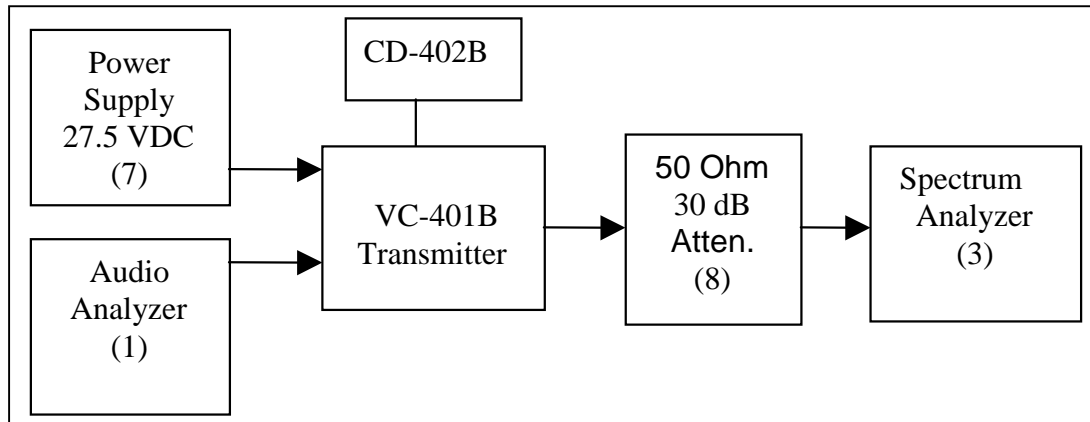 Power
Supply
27.5 VDC
(7)
CD-402B
Audio
Analyzer
(1)
VC-401B
Transmitter
50 Ohm
30 dB
Atten.
(8)
Spectrum
Analyzer
(3)